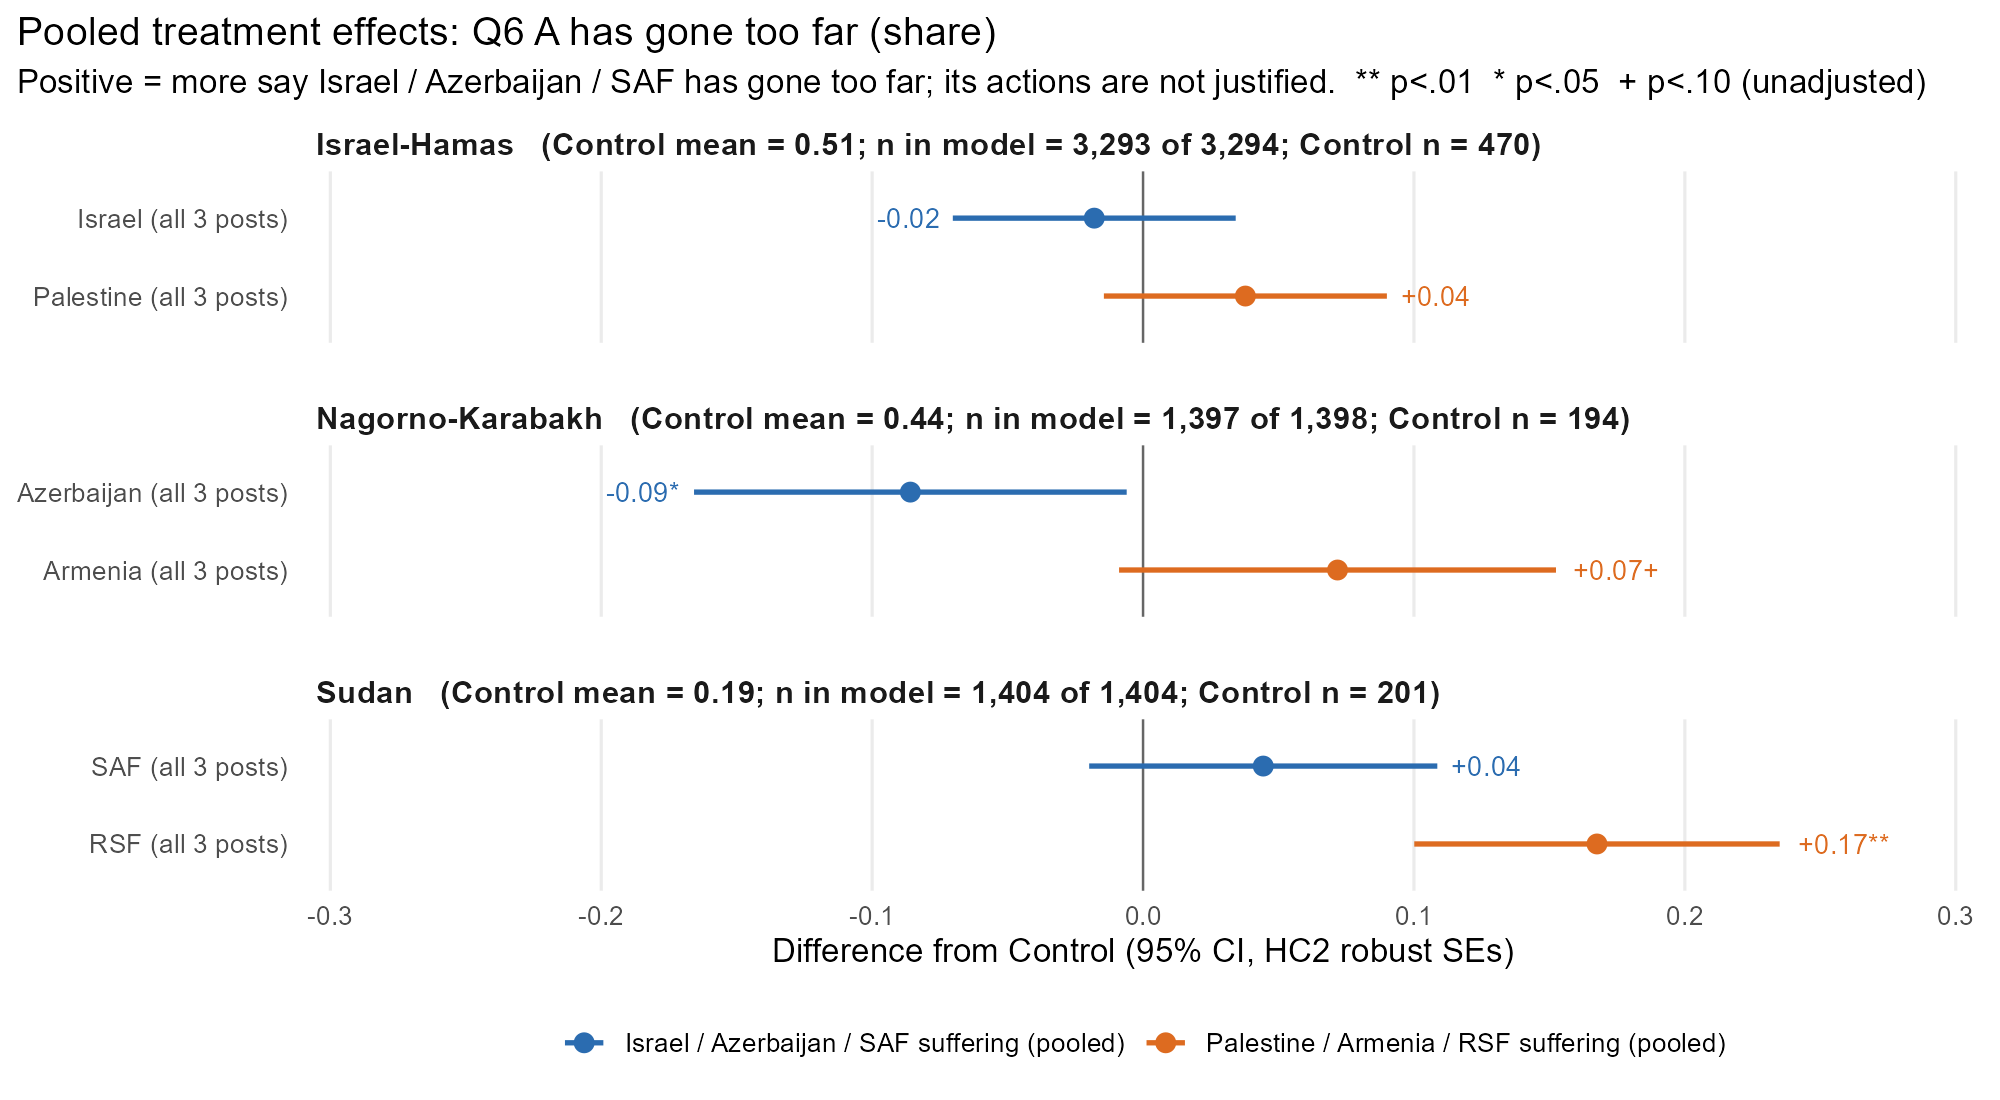 Pooled treatment effects: Q6 A has gone too far (share)
Positive = more say Israel / Azerbaijan / SAF has gone too far; its actions are not justified.  ** p<.01  * p<.05  + p<.10 (unadjusted)
Israel-Hamas   (Control mean = 0.51; n in model = 3,293 of 3,294; Control n = 470)
Israel (all 3 posts)
-0.02
Palestine (all 3 posts)
+0.04
Nagorno-Karabakh   (Control mean = 0.44; n in model = 1,397 of 1,398; Control n = 194)
Azerbaijan (all 3 posts)
-0.09*
Armenia (all 3 posts)
+0.07+
Sudan   (Control mean = 0.19; n in model = 1,404 of 1,404; Control n = 201)
SAF (all 3 posts)
+0.04
RSF (all 3 posts)
+0.17**
-0.3 -0.2 -0.1 0.0 0.1 0.2 0.3
Difference from Control (95% CI, HC2 robust SEs)
Israel / Azerbaijan / SAF suffering (pooled) Palestine / Armenia / RSF suffering (pooled)